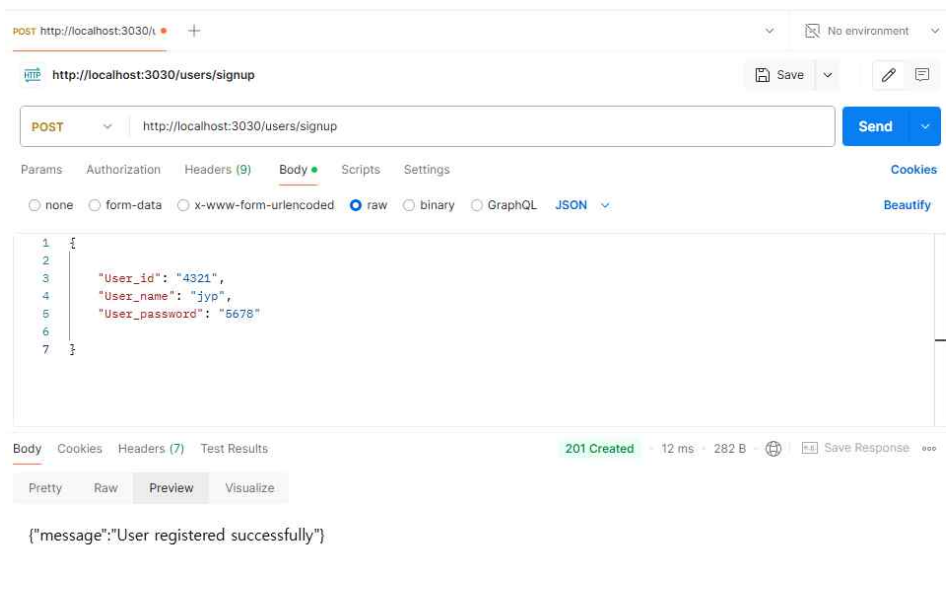 POST http://localhost:3030/u
No environment
HTTP http://localhost:3030/users/signup
Save
POST http://localhost:3030/users/signup
Send
Params Authorization Headers (9) Body Scripts Settings Cookies
none form-data x-www-form-urlencoded raw binary GraphQL JSON Beautify
1 {
2
3 "User_id": "4321",
4 "User_name": "jyp",
5 "User_password": "5678"
6
7 }
Body Cookies Headers (7) Test Results 201 Created 12 ms 282 B Save Response
Pretty Raw Preview Visualize
{"message":"User registered successfully"}